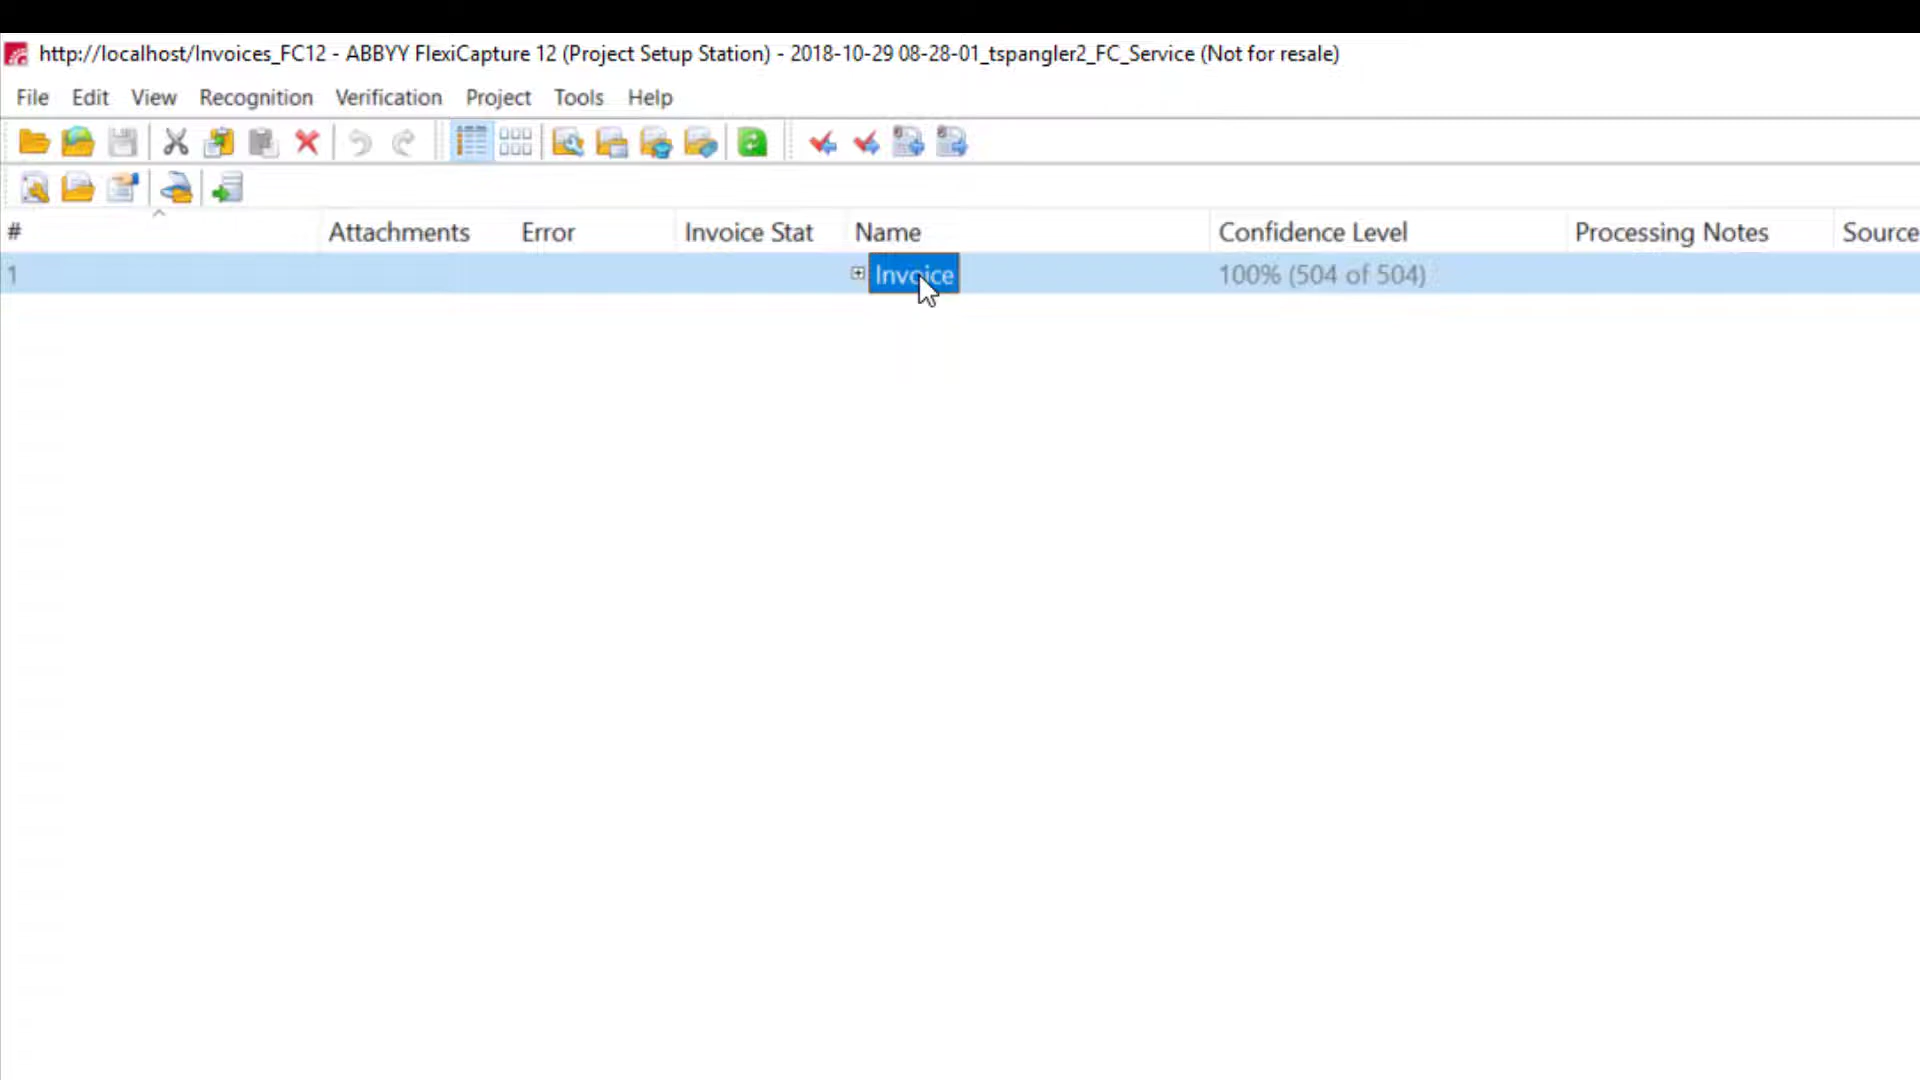 http://localhost/Invoices_FC12 - ABBYY FlexiCapture 12 (Project Setup Station) - 2018-10-29 08-28-01_tspangler2_FC_Service (Not for resale)
File Edit View Recognition Verification Project Tools Help
# Attachments Error Invoice Stat Name Confidence Level Processing Notes Source
1 Invoice 100% (504 of 504)